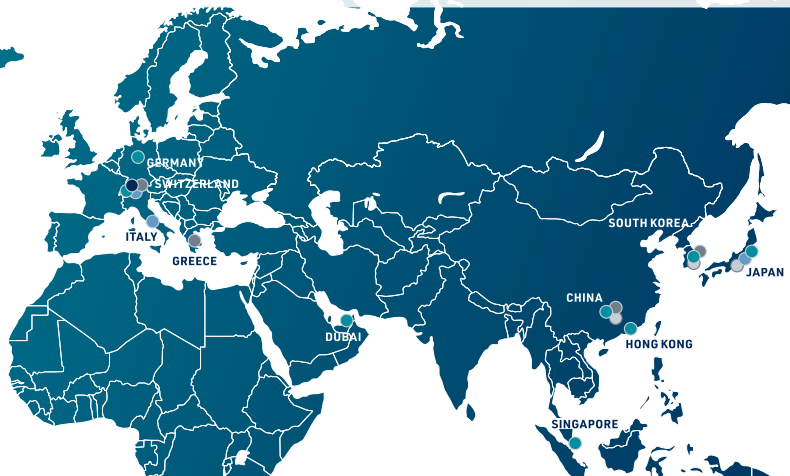 GERMANY
SWITZERLAND
ITALY
GREECE
DUBAI
SOUTH KOREA
JAPAN
CHINA
HONG KONG
SINGAPORE